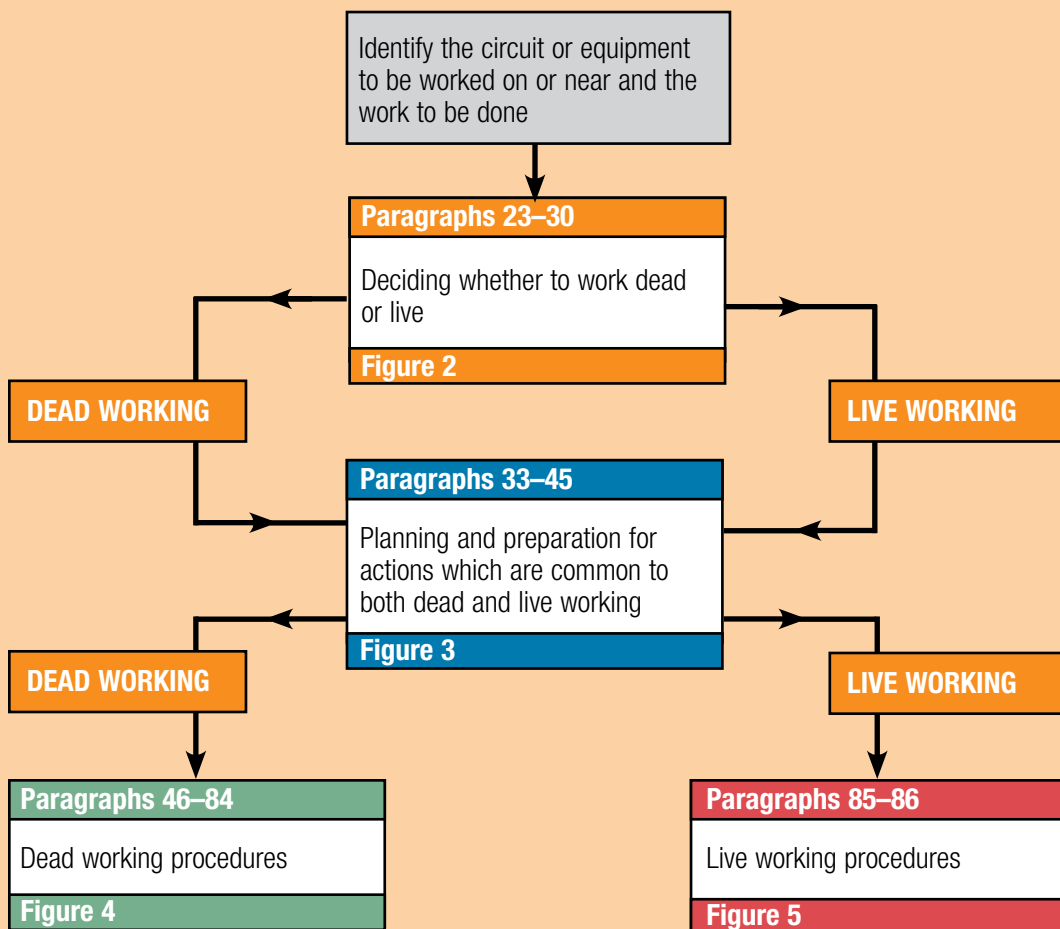 Identify the circuit or equipment
to be worked on or near and the
work to be done
Paragraphs 23–30
Deciding whether to work dead
or live
Figure 2
DEAD WORKING
LIVE WORKING
Paragraphs 33–45
Planning and preparation for
actions which are common to
both dead and live working
Figure 3
DEAD WORKING
LIVE WORKING
Paragraphs 46–84
Dead working procedures
Figure 4
Paragraphs 85–86
Live working procedures
Figure 5